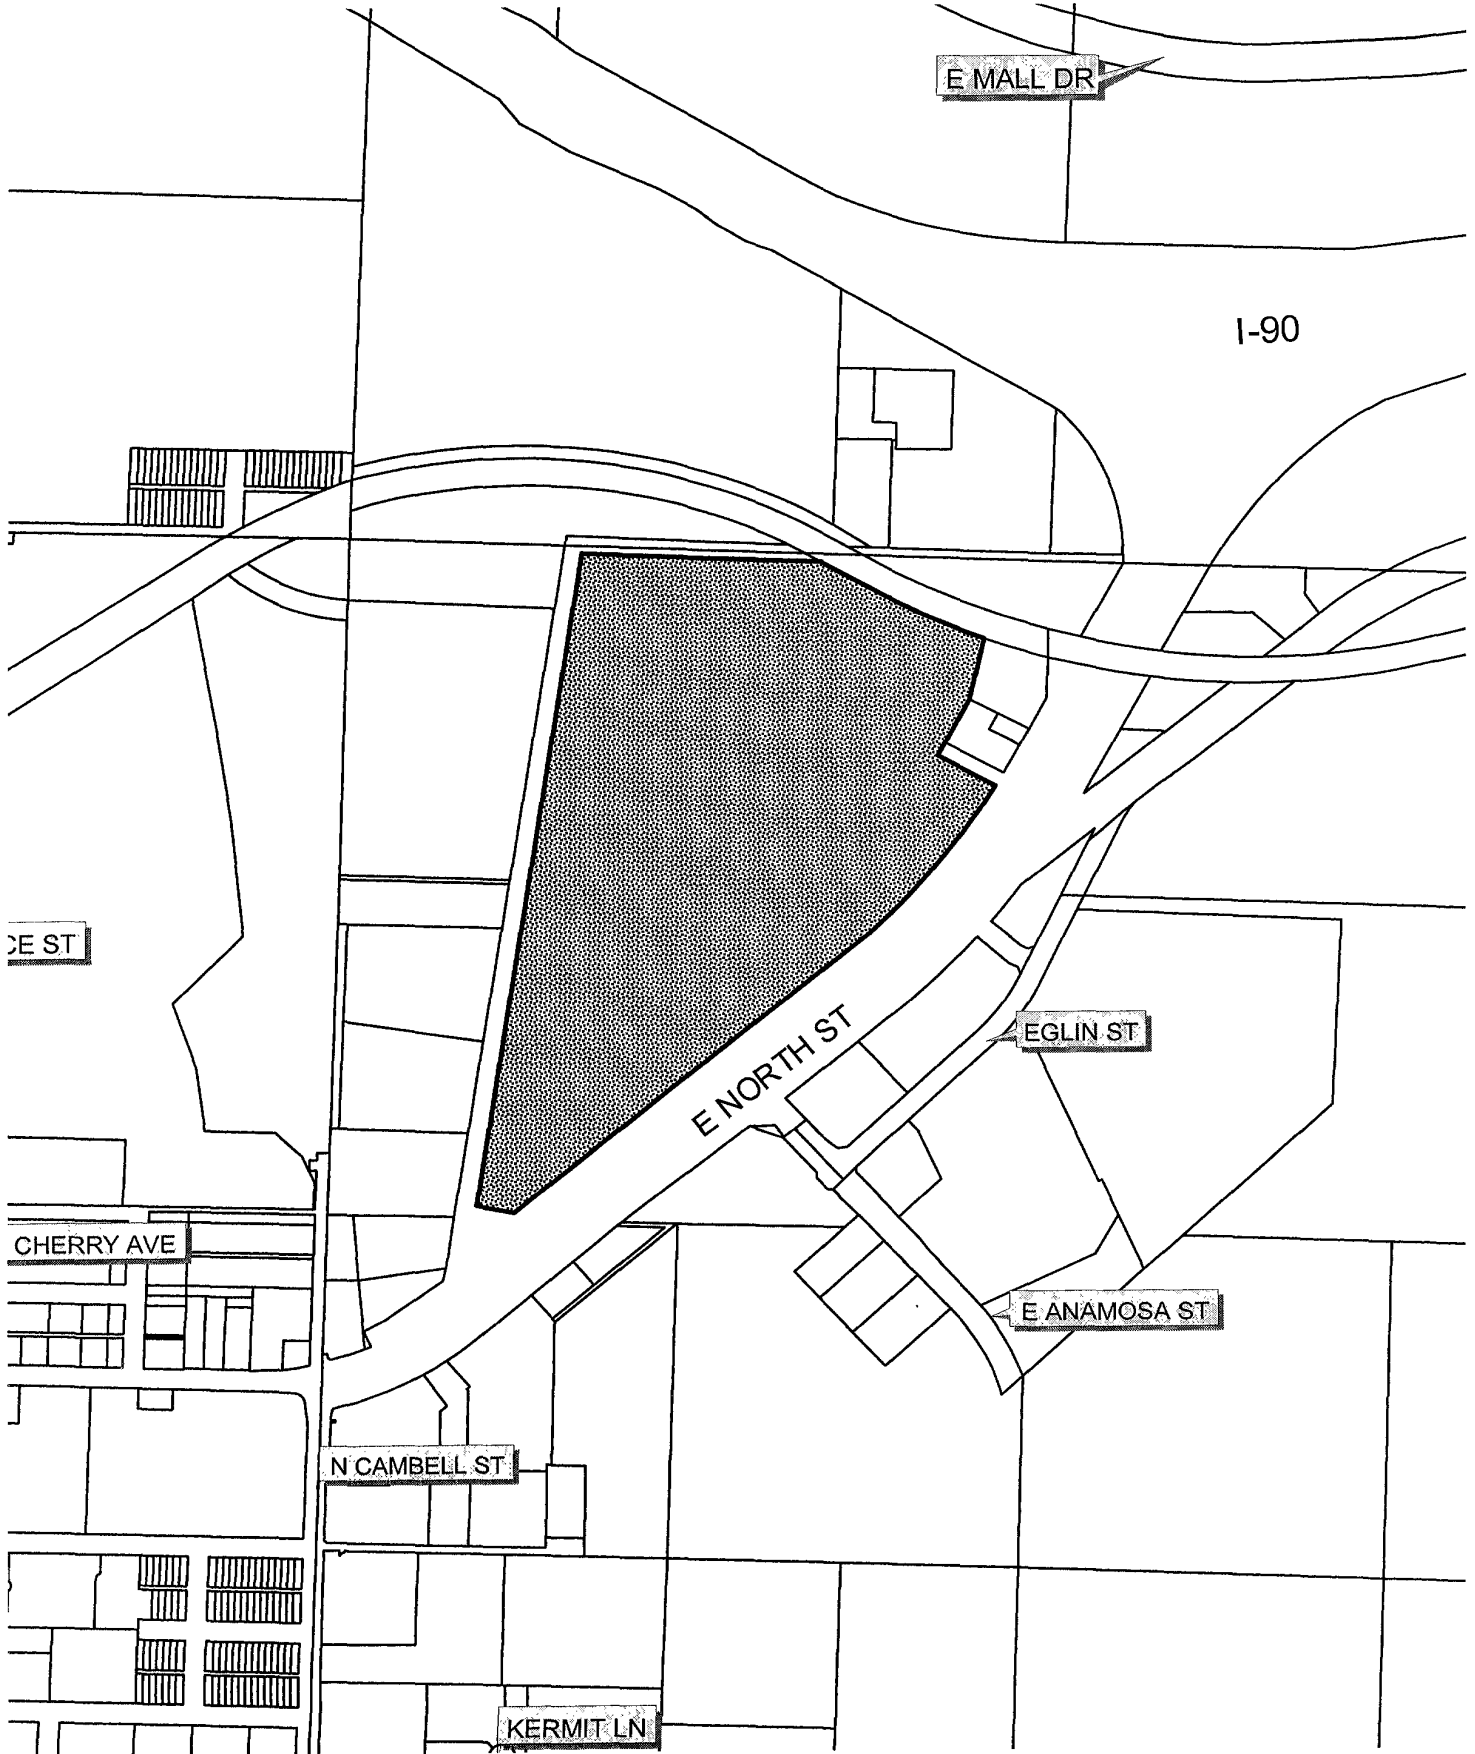 E MALL DR
I-90
CE ST
E NORTH ST
EGLIN ST
CHERRY AVE
E ANAMOSA ST
N CAMBELL ST
KERMIT LN